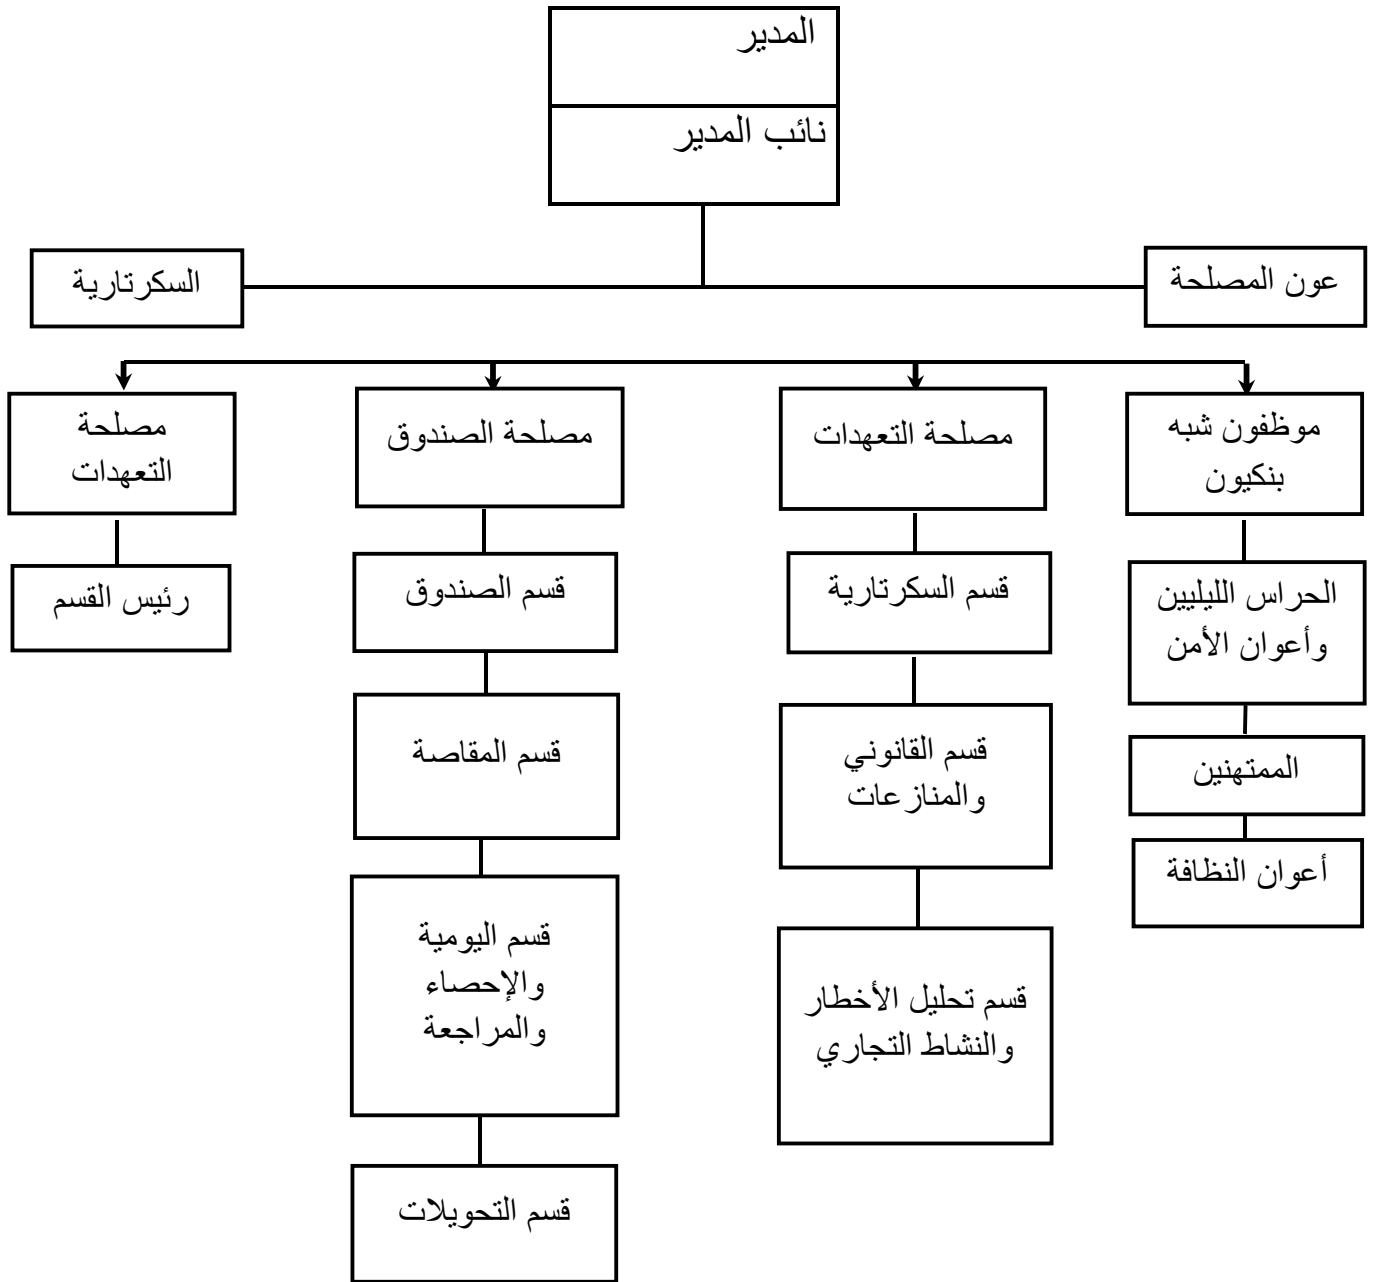 المدير
نائب المدير
عون المصلحة
السكرتارية
موظفون شبه
بنكيون
مصلحة التعهدات
مصلحة الصندوق
مصلحة
التعهدات
الحراس الليليين
وأعوان الأمن
قسم السكرتارية
قسم الصندوق
رئيس القسم
الممتهنين
قسم القانوني
والمنازعات
قسم المقاصة
أعوان النظافة
قسم تحليل الأخطار
والنشاط التجاري
قسم اليومية
والإحصاء
والمراجعة
قسم التحويلات